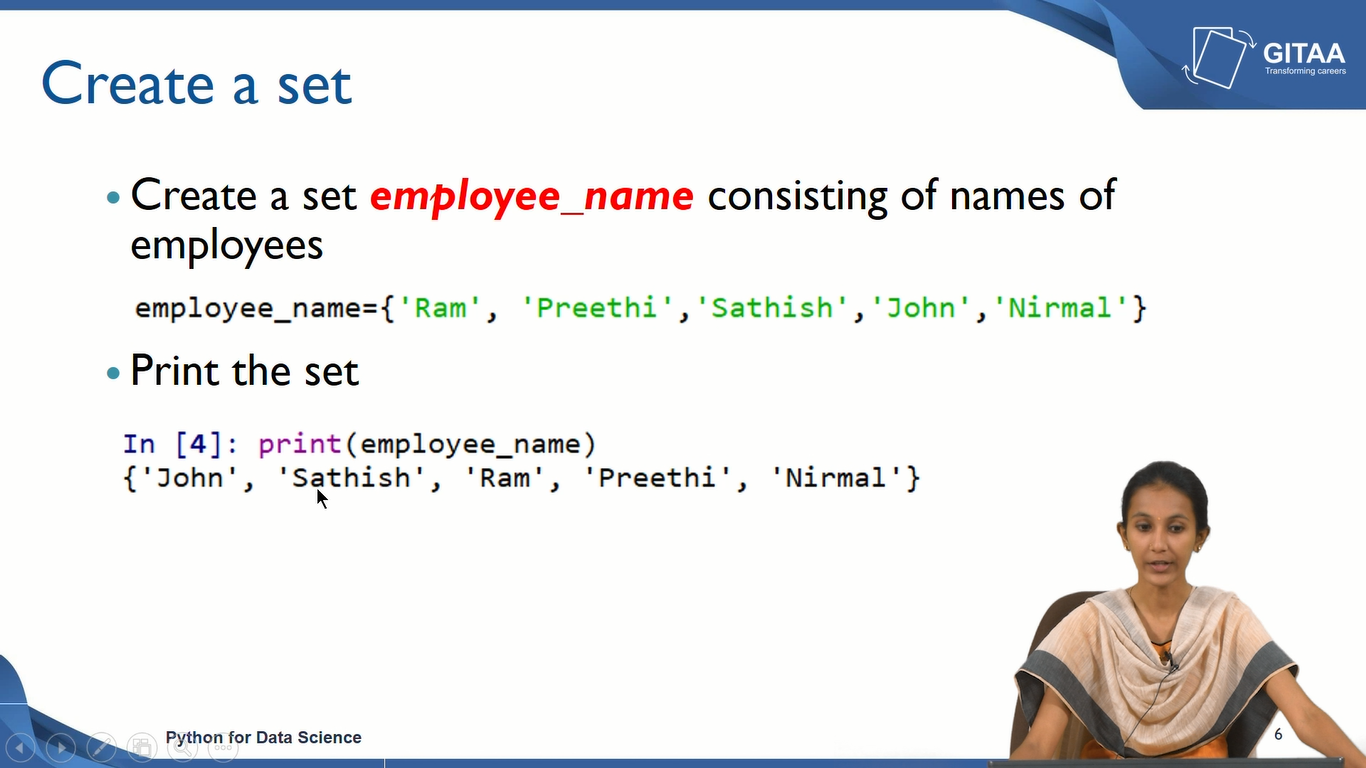 GITAA
Transforming careers
Create a set
• Create a set employee_name consisting of names of
employees
employee_name={'Ram', 'Preethi','Sathish','John','Nirmal'}
• Print the set
In [4]: print(employee_name)
{'John', 'Sathish', 'Ram', 'Preethi', 'Nirmal'}
Python for Data Science
6